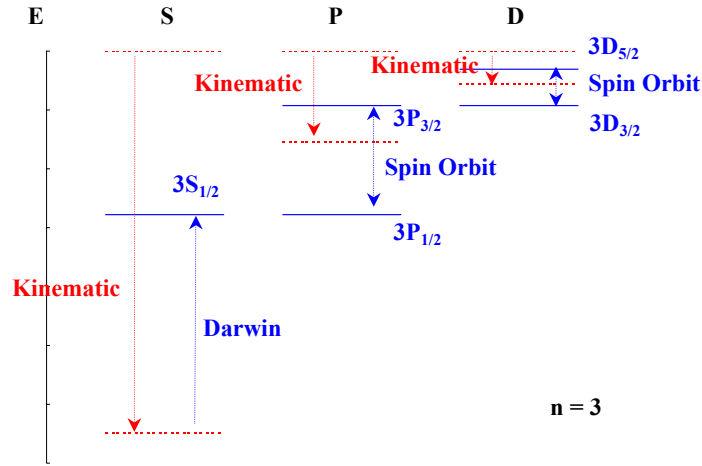 E S P D
3D5/2
Kinematic
Kinematic
Spin Orbit
3P3/2
3D3/2
Spin Orbit
3S1/2
3P1/2
Kinematic
Darwin
n = 3